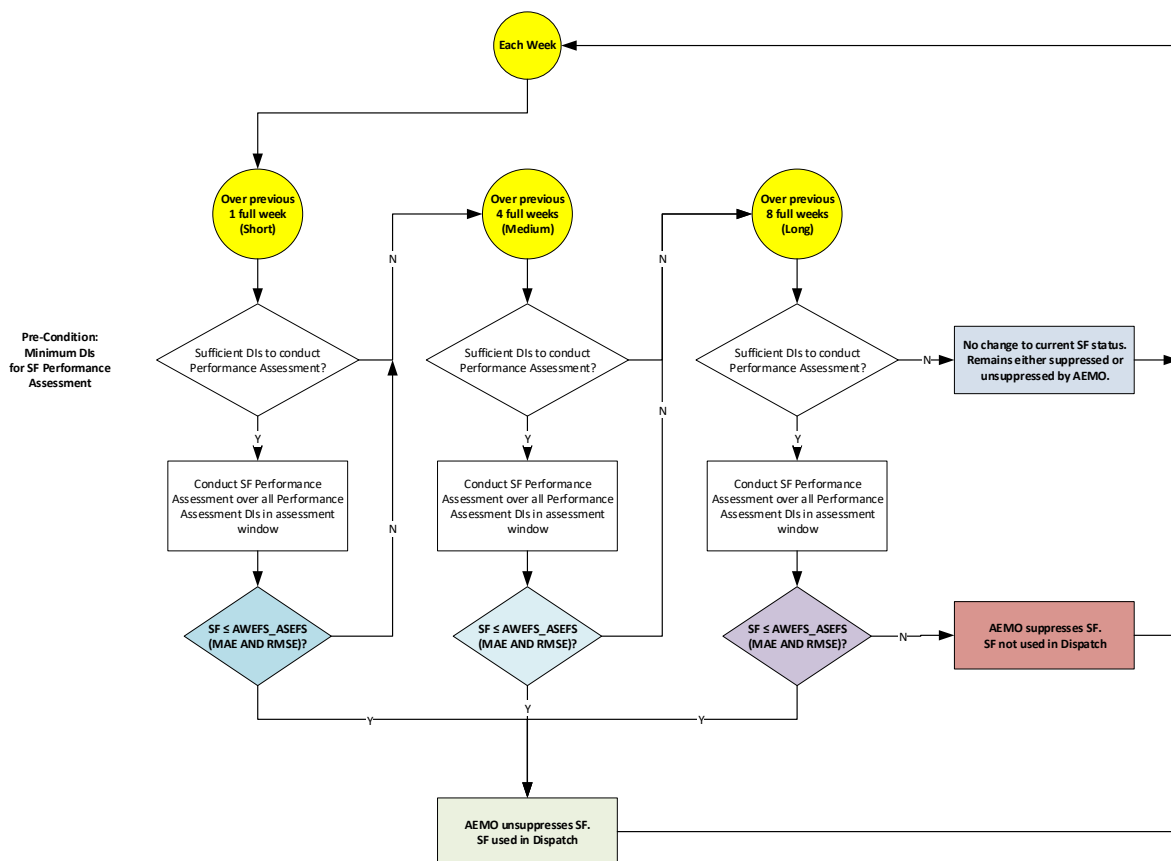 Each Week
Over previous
1 full week
(Short)
Over previous
4 full weeks
(Medium)
Over previous
8 full weeks
(Long)
N
N
Pre-Condition:
Minimum DIs
for SF Performance
Assessment
Sufficient DIs to conduct
Performance Assessment?
Sufficient DIs to conduct
Performance Assessment?
Sufficient DIs to conduct
Performance Assessment?
N
No change to current SF status.
Remains either suppressed or
unsuppressed by AEMO.
Y
Y
Y
Conduct SF Performance
Assessment over all Performance
Assessment DIs in assessment
window
N
Conduct SF Performance
Assessment over all Performance
Assessment DIs in assessment
window
N
Conduct SF Performance
Assessment over all Performance
Assessment DIs in assessment
window
SF ≤ AWEFS_ASEFS
(MAE AND RMSE)?
SF ≤ AWEFS_ASEFS
(MAE AND RMSE)?
SF ≤ AWEFS_ASEFS
(MAE AND RMSE)?
N
AEMO suppresses SF.
SF not used in Dispatch
Y
Y
Y
AEMO unsuppresses SF.
SF used in Dispatch